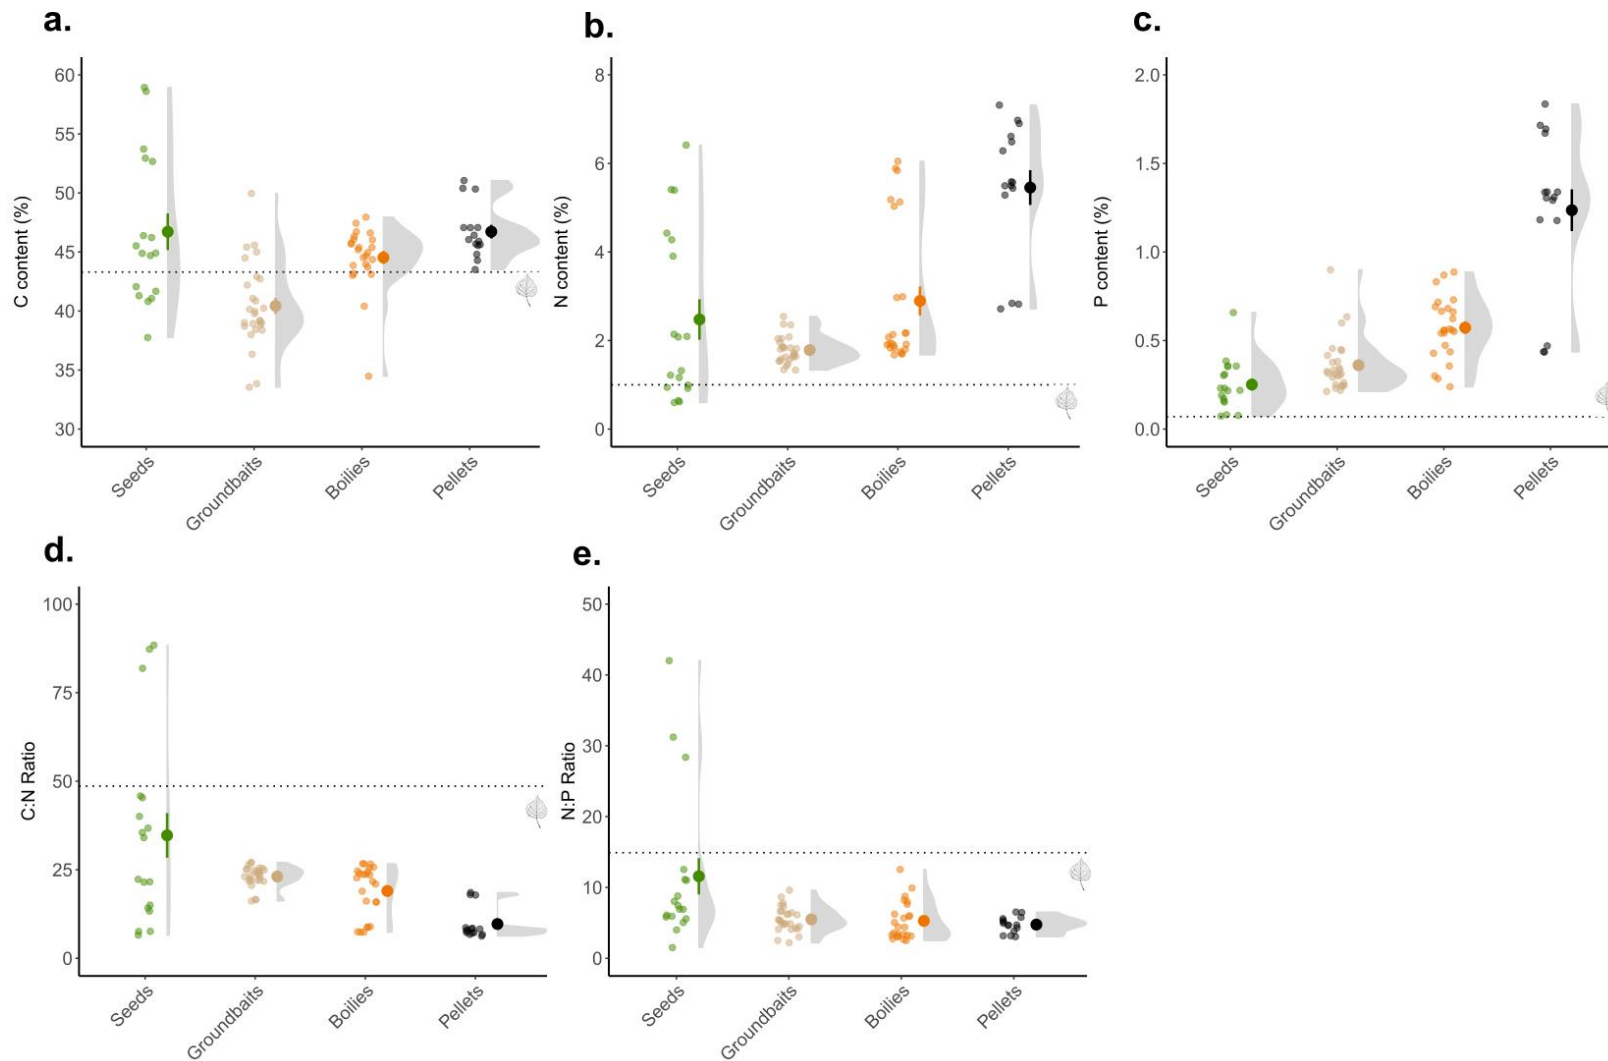 a.
C content (%)
60
55
50
45
40
35
30
Seeds
Groundbaits
Boilies
Pellets
b.
N content (%)
8
6
4
2
0
Seeds
Groundbaits
Boilies
Pellets
c.
P content (%)
2.0
1.5
1.0
0.5
0.0
Seeds
Groundbaits
Boilies
Pellets
d.
C:N Ratio
100
75
50
25
0
Seeds
Groundbaits
Boilies
Pellets
e.
N:P Ratio
50
40
30
20
10
0
Seeds
Groundbaits
Boilies
Pellets